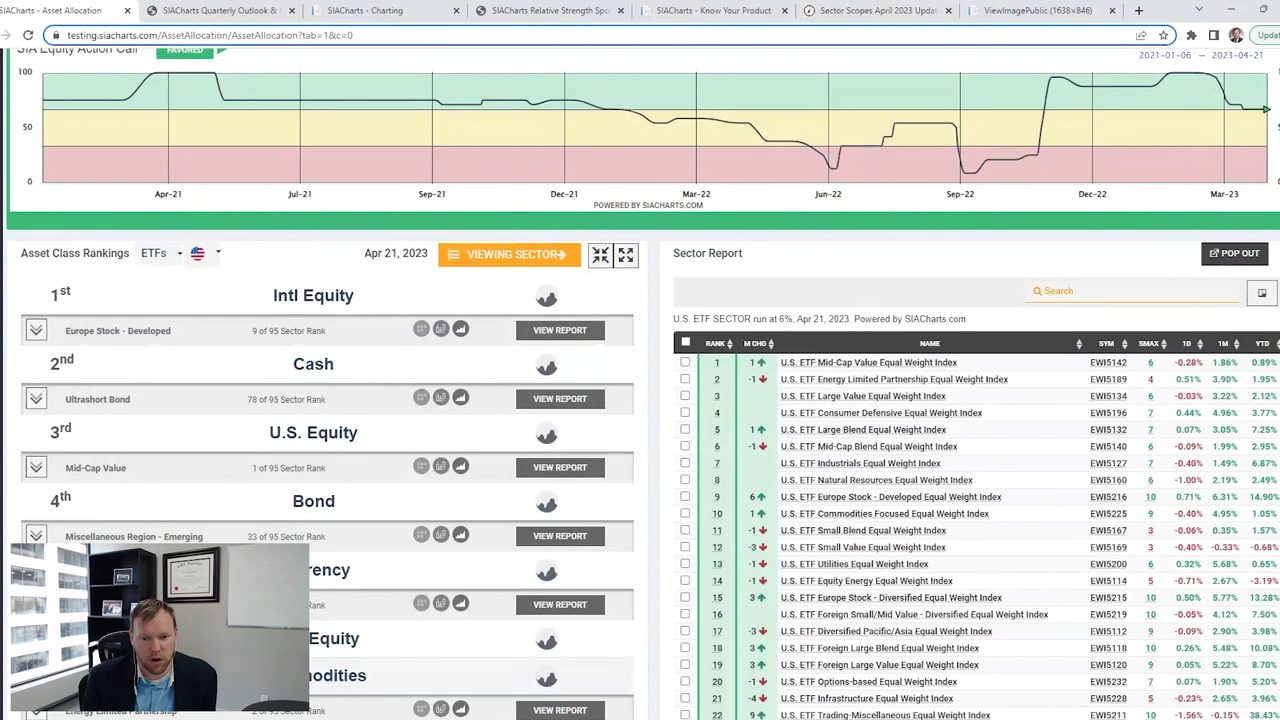 SIACharts - Asset Allocation
SIACharts Quarterly Outlook &
SIACharts - Charting
SIACharts Relative Strength Spo
SIACharts - Know Your Product
Sector Scopes April 2023 Updat
ViewImagePublic (1638×846)
testing.siacharts.com/AssetAllocation/AssetAllocation?tab=1&c=0
Updat
SIA Equity Action Call
FAVORED
2021-01-06 → 2023-04-21
100
50
0
Apr-21 Jul-21 Sep-21 Dec-21 Mar-22 Jun-22 Sep-22 Dec-22 Mar-23
POWERED BY SIACHARTS.COM
Asset Class Rankings ETFs Apr 21, 2023 VIEWING SECTOR
1st Intl Equity
Europe Stock - Developed 9 of 95 Sector Rank VIEW REPORT
2nd Cash
Ultrashort Bond 78 of 95 Sector Rank VIEW REPORT
3rd U.S. Equity
Mid-Cap Value 1 of 95 Sector Rank VIEW REPORT
4th Bond
Miscellaneous Region - Emerging 33 of 95 Sector Rank VIEW REPORT
rrency
VIEW REPORT
Equity
odities
Energy Limited Partnership 2 of 95 Sector Rank VIEW REPORT
Sector Report POP OUT
Search
U.S. ETF SECTOR run at 6%, Apr 21, 2023. Powered by SIACharts.com
RANK M CHG NAME SYM SMAX 1D 1M YTD
1 1 U.S. ETF Mid-Cap Value Equal Weight Index EWI5142 6 -0.28% 1.86% 0.89%
2 -1 U.S. ETF Energy Limited Partnership Equal Weight Index EWI5189 4 0.51% 3.90% 1.95%
3 U.S. ETF Large Value Equal Weight Index EWI5134 6 -0.03% 3.22% 2.12%
4 U.S. ETF Consumer Defensive Equal Weight Index EWI5196 7 0.44% 4.96% 3.77%
5 1 U.S. ETF Large Blend Equal Weight Index EWI5132 7 0.07% 3.05% 7.25%
6 -1 U.S. ETF Mid-Cap Blend Equal Weight Index EWI5140 7 -0.09% 1.99% 2.95%
7 U.S. ETF Industrials Equal Weight Index EWI5127 7 -0.40% 1.49% 6.87%
8 U.S. ETF Natural Resources Equal Weight Index EWI5160 6 -1.00% 2.19% 2.49%
9 6 U.S. ETF Europe Stock - Developed Equal Weight Index EWI5216 10 0.71% 6.31% 14.90%
10 1 U.S. ETF Commodities Focused Equal Weight Index EWI5225 9 -0.40% 4.95% 1.05%
11 -1 U.S. ETF Small Blend Equal Weight Index EWI5167 3 -0.06% 0.35% 1.57%
12 -3 U.S. ETF Small Value Equal Weight Index EWI5169 3 -0.40% -0.33% -0.68%
13 -1 U.S. ETF Utilities Equal Weight Index EWI5200 6 0.32% 5.68% 0.65%
14 -1 U.S. ETF Equity Energy Equal Weight Index EWI5114 5 -0.71% 2.67% -3.19%
15 3 U.S. ETF Europe Stock - Diversified Equal Weight Index EWI5215 10 0.50% 5.77% 13.28%
16 U.S. ETF Foreign Small/Mid Value - Diversified Equal Weight Index EWI5219 10 -0.05% 4.12% 7.50%
17 -3 U.S. ETF Diversified Pacific/Asia Equal Weight Index EWI5112 9 -0.09% 2.90% 3.98%
18 3 U.S. ETF Foreign Large Blend Equal Weight Index EWI5118 10 0.26% 5.48% 10.08%
19 3 U.S. ETF Foreign Large Value Equal Weight Index EWI5120 9 0.05% 5.22% 8.70%
20 -1 U.S. ETF Options-based Equal Weight Index EWI5232 7 0.07% 1.90% 5.20%
21 -4 U.S. ETF Infrastructure Equal Weight Index EWI5228 5 -0.23% 2.65% 3.96%
22 9 U.S. ETF Trading-Miscellaneous Equal Weight Index EWI5211 10 -1.56% -0.15% 38.43%